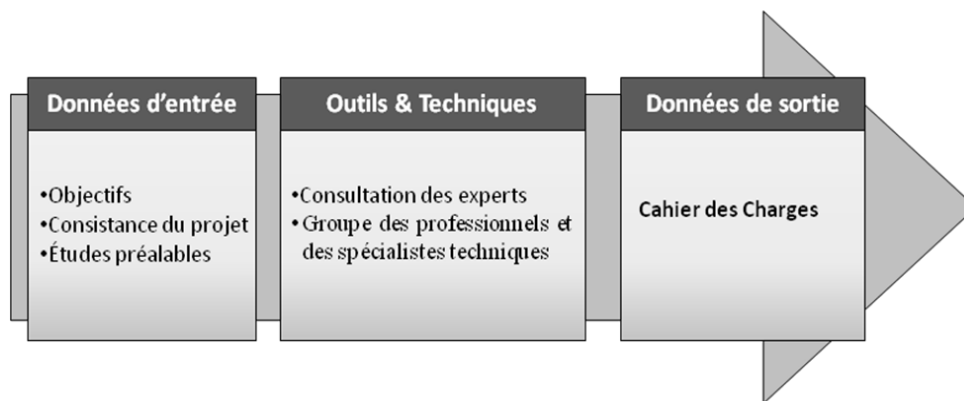 Données d'entrée
•Objectifs
•Consistance du projet
•Études préalables
Outils & Techniques
•Consultation des experts
•Groupe des professionnels et
des spécialistes techniques
Données de sortie
Cahier des Charges